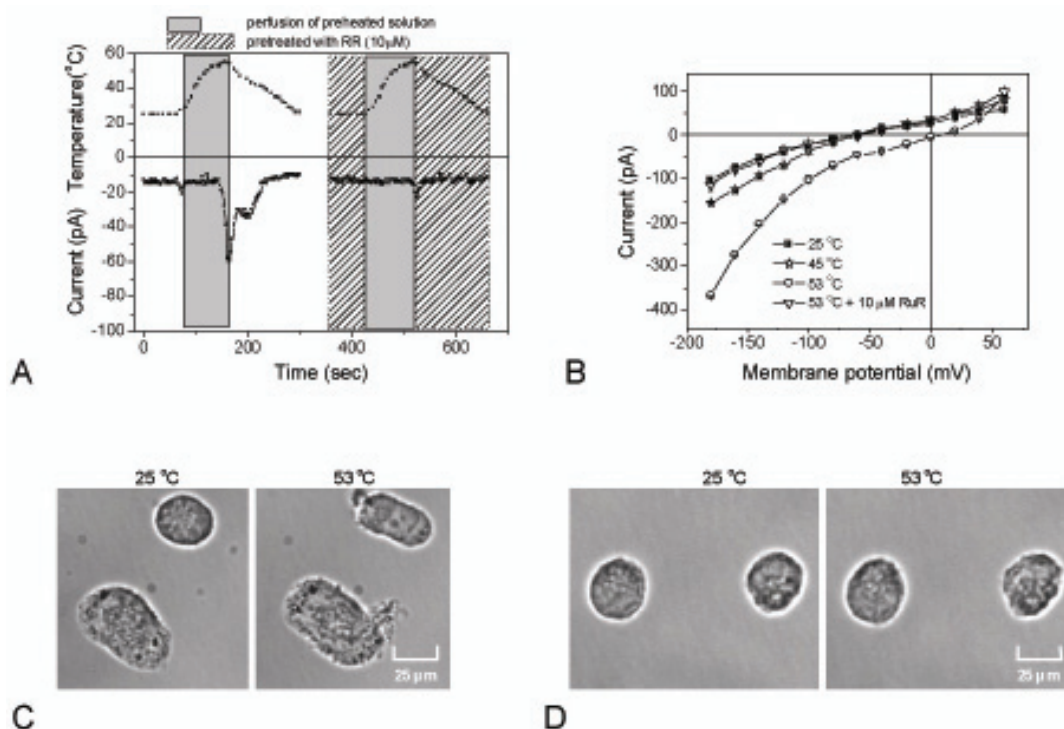 perfusion of preheated solution
pretreated with RR (10μM)
Temperature(°C)
60
40
20
0
Current (pA)
-20
-40
-60
-80
-100
0
200
400
600
Time (sec)
A
Current (pA)
100
0
-100
-200
-300
-400
25 °C
45 °C
53 °C
53 °C + 10 μM RuR
-200
-150
-100
-50
0
50
Membrane potential (mV)
B
25 °C
53 °C
25 μm
C
25 °C
53 °C
25 μm
D